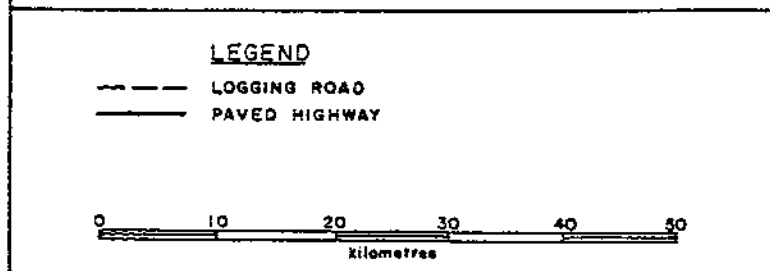 LEGEND
LOGGING ROAD
PAVED HIGHWAY
0 10 20 30 40 50
kilometres